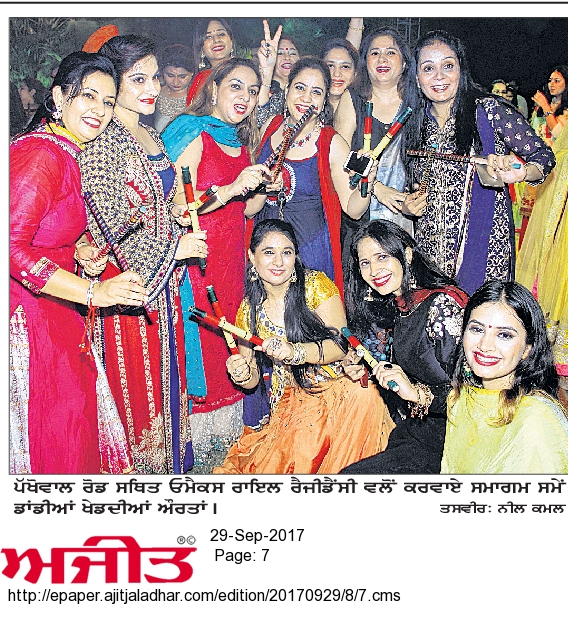 ਪੱਖੋਵਾਲ ਰੋਡ ਸਥਿਤ ਓਮੈਕਸ ਰਾਇਲ ਰੈਜੀਡੈਂਸੀ ਵਲੋਂ ਕਰਵਾਏ ਸਮਾਗਮ ਸਮੇਂ
ਡਾਂਡੀਆਂ ਖੇਡਦੀਆਂ ਔਰਤਾਂ।
ਤਸਵੀਰ: ਨੀਲ ਕਮਲ
ਅਜੀਤ ®©
29-Sep-2017
Page: 7
http://epaper.ajitjaladhar.com/edition/20170929/8/7.cms